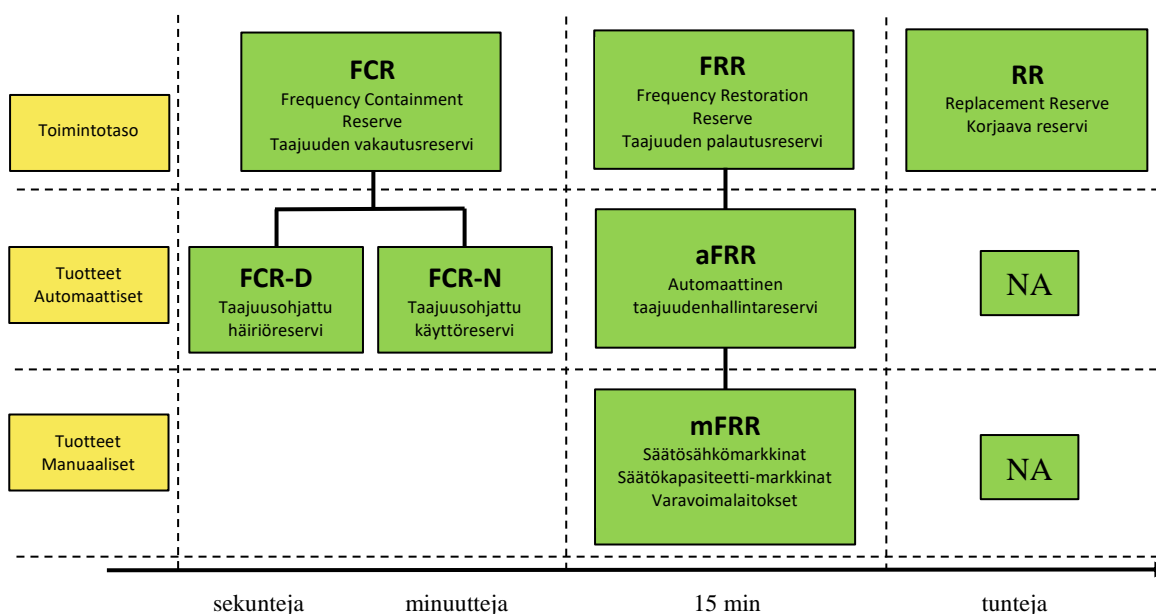 FCR
Frequency Containment
Reserve
Taajuuden vakautusreservi
FRR
Frequency Restoration
Reserve
Taajuuden palautusreservi
RR
Replacement Reserve
Korjaava reservi
Toimintotaso
Tuotteet
Automaattiset
FCR-D
Taajuusohjattu
häiriöreservi
FCR-N
Taajuusohjattu
käyttöreservi
aFRR
Automaattinen
taajuudenhallintareservi
NA
Tuotteet
Manuaaliset
mFRR
Säätösähkömarkkinat
Säätökapasiteetti-markkinat
Varavoimalaitokset
NA
sekunteja
minuutteja
15 min
tunteja